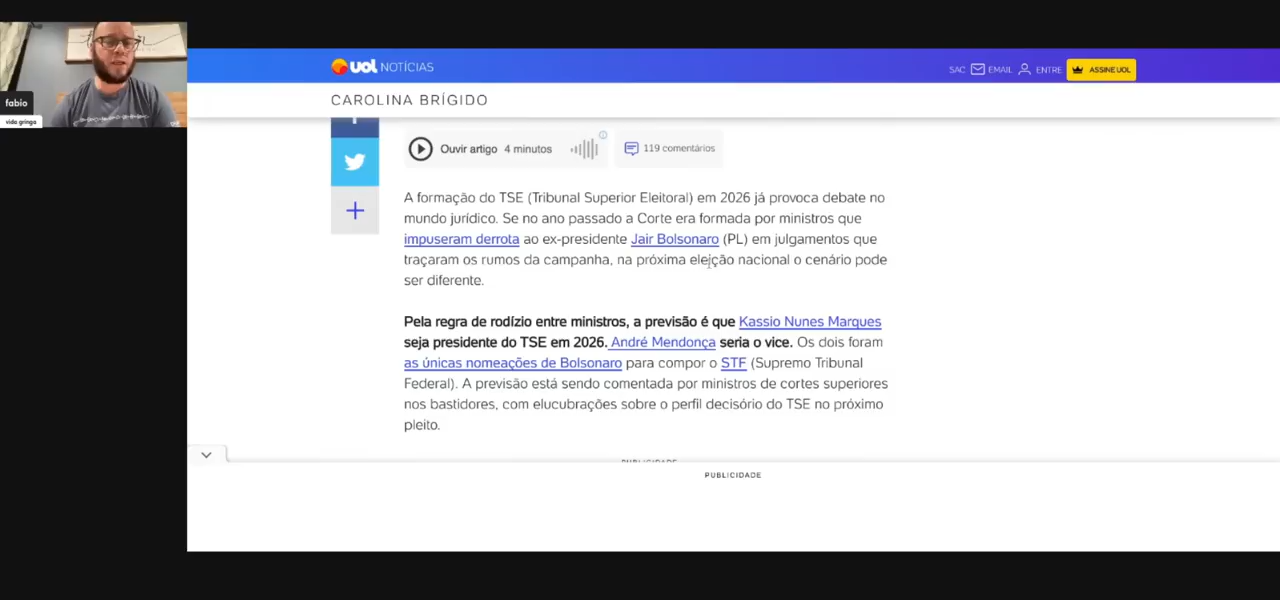 fabio
vida gringa
uol NOTÍCIAS
SAC EMAIL ENTRE ASSINE UOL
CAROLINA BRÍGIDO
Ouvir artigo 4 minutos
119 comentários
A formação do TSE (Tribunal Superior Eleitoral) em 2026 já provoca debate no
mundo jurídico. Se no ano passado a Corte era formada por ministros que
impuseram derrota ao ex-presidente Jair Bolsonaro (PL) em julgamentos que
traçaram os rumos da campanha, na próxima eleição nacional o cenário pode
ser diferente.
Pela regra de rodízio entre ministros, a previsão é que Kassio Nunes Marques
seja presidente do TSE em 2026. André Mendonça seria o vice. Os dois foram
as únicas nomeações de Bolsonaro para compor o STF (Supremo Tribunal
Federal). A previsão está sendo comentada por ministros de cortes superiores
nos bastidores, com elucubrações sobre o perfil decisório do TSE no próximo
pleito.
PUBLICIDADE
PUBLICIDADE